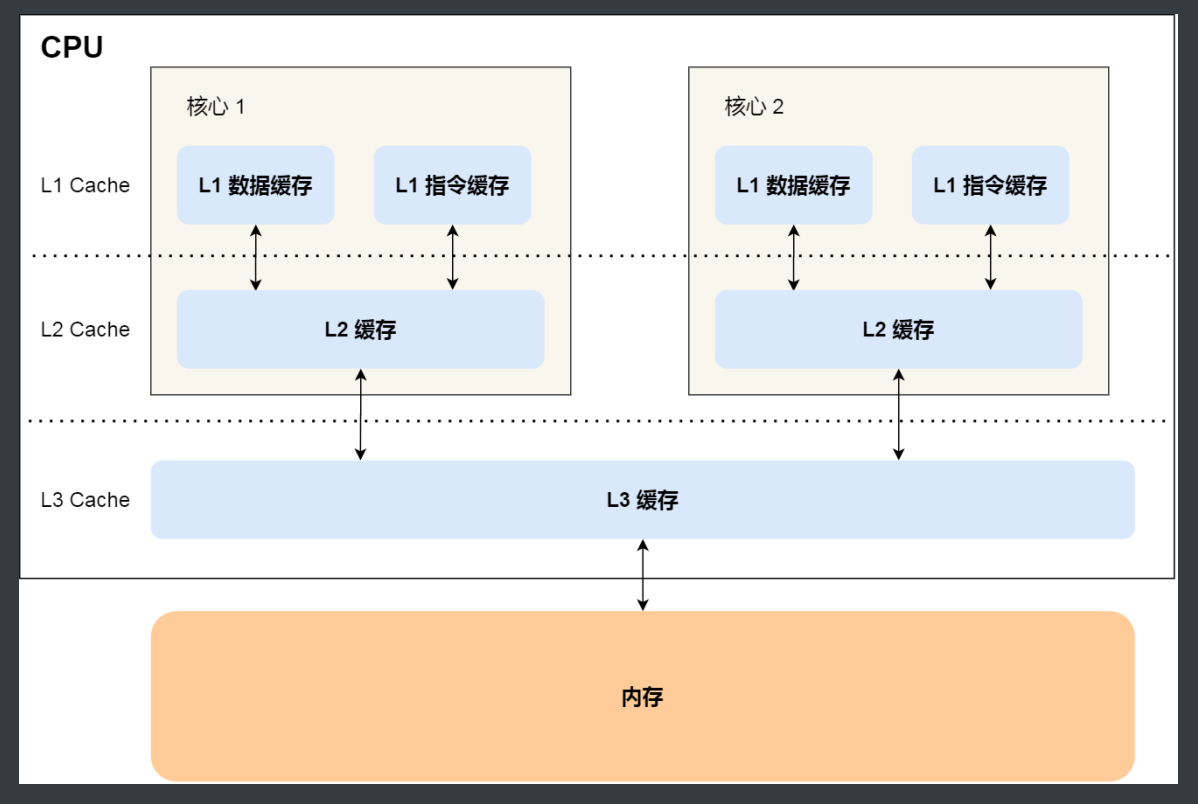 CPU
核心 1
核心 2
L1 Cache
L1 数据缓存
L1 指令缓存
L1 数据缓存
L1 指令缓存
L2 Cache
L2 缓存
L2 缓存
L3 Cache
L3 缓存
内存